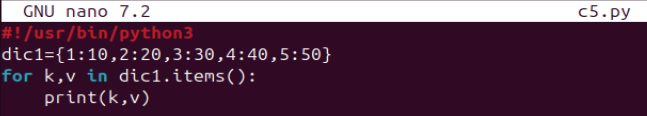 GNU nano 7.2 c5.py
#!/usr/bin/python3
dic1={1:10,2:20,3:30,4:40,5:50}
for k,v in dic1.items():
    print(k,v)